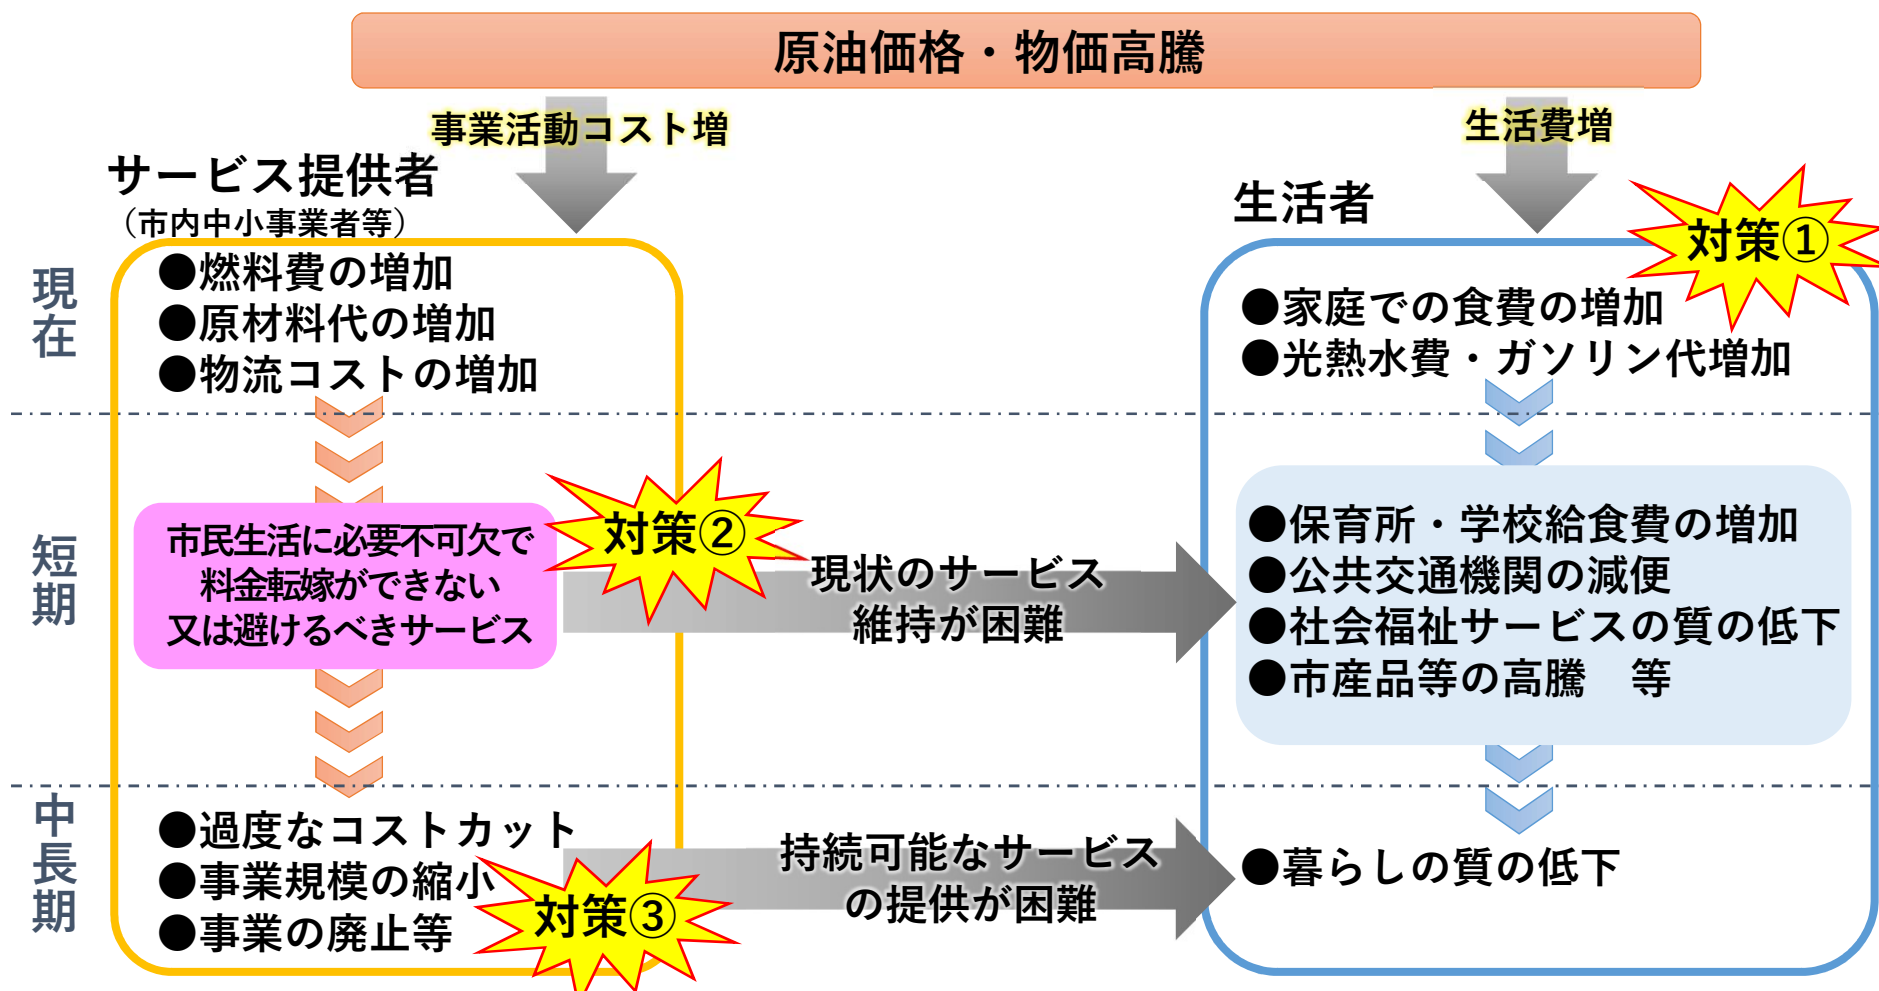 原油価格・物価高騰
事業活動コスト増
生活費増
サービス提供者
（市内中小事業者等）
生活者
対策①
現在
●燃料費の増加
●原材料代の増加
●物流コストの増加
●家庭での食費の増加
●光熱水費・ガソリン代増加
短期
市民生活に必要不可欠で
料金転嫁ができない
又は避けるべきサービス
対策②
現状のサービス
維持が困難
●保育所・学校給食費の増加
●公共交通機関の減便
●社会福祉サービスの質の低下
●市産品等の高騰　等
中長期
●過度なコストカット
●事業規模の縮小
●事業の廃止等
対策③
持続可能なサービス
の提供が困難
●暮らしの質の低下